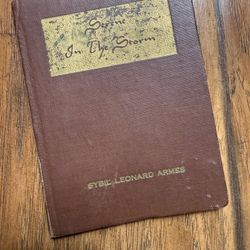 Serene
In The Storm
SYBIL LEONARD ARMES